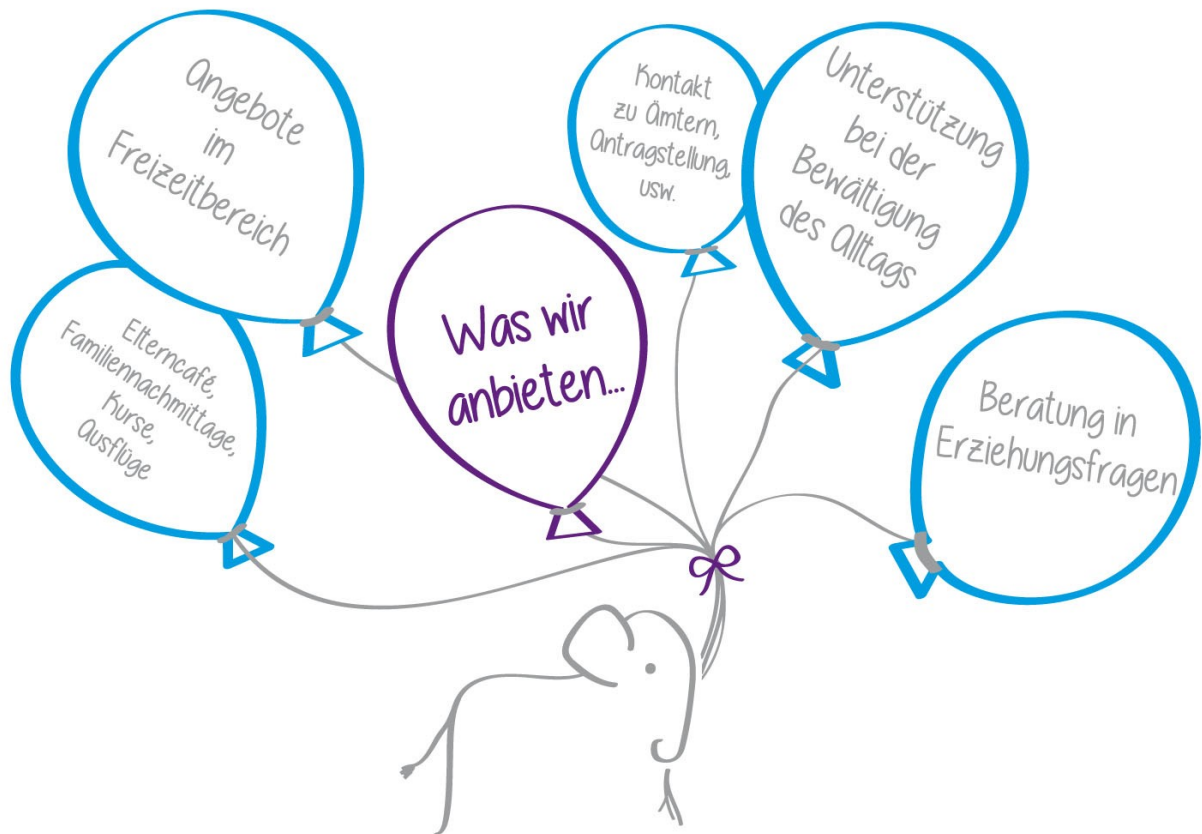 Angebote
im
Freizeitbereich
Kontakt
zu Ämtern,
Antragstellung,
usw.
Unterstützung
bei der
Bewältigung
des Alltags
Elterncafé,
Familiennachmittage,
Kurse,
Ausflüge
Was wir
anbieten...
Beratung in
Erziehungsfragen